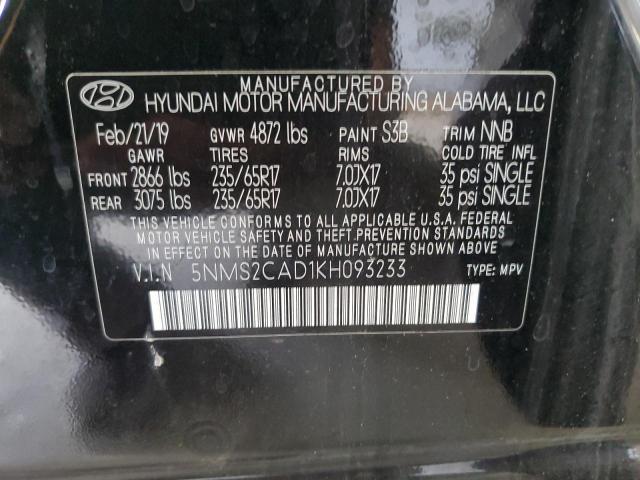 MANUFACTURED BY
HYUNDAI MOTOR MANUFACTURING ALABAMA, LLC
Feb/21/19 GVWR 4872 lbs PAINT S3B TRIM NNB
GAWR TIRES RIMS COLD TIRE INFL
FRONT 2866 lbs 235/65R17 7.0JX17 35 psi SINGLE
REAR 3075 lbs 235/65R17 7.0JX17 35 psi SINGLE
THIS VEHICLE CONFORMS TO ALL APPLICABLE U.S.A. FEDERAL
MOTOR VEHICLE SAFETY AND BUMPER STANDARDS
IN EFFECT ON THE DATE OF MANUFACTURE SHOWN ABOVE.
V.I.N 5NMS2CAD1KH093233 TYPE: MPV